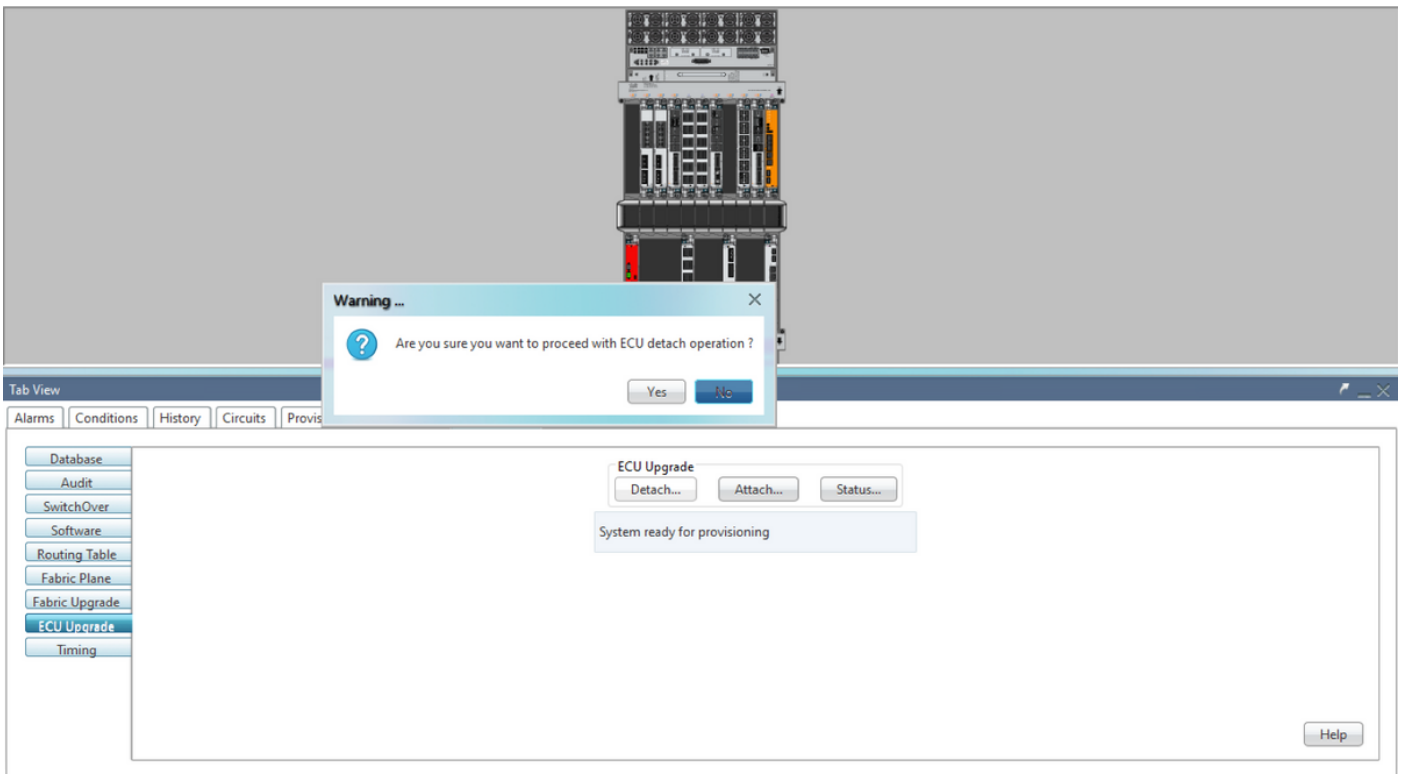 Warning ...
Are you sure you want to proceed with ECU detach operation ?
Yes
No
Tab View
Alarms
Conditions
History
Circuits
Provis
Database
Audit
SwitchOver
Software
Routing Table
Fabric Plane
Fabric Upgrade
ECU Upgrade
Timing
ECU Upgrade
Detach...
Attach...
Status...
System ready for provisioning
Help